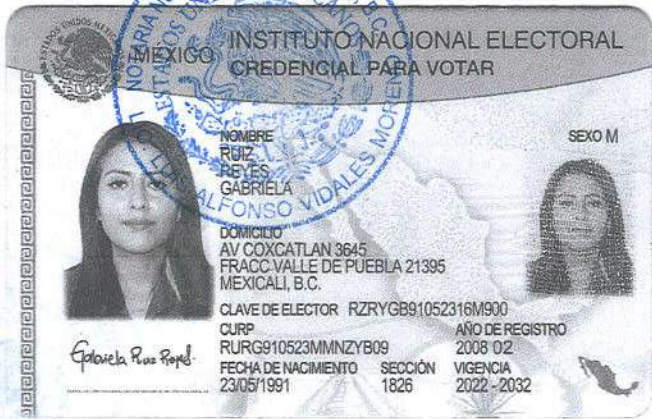 MÉXICO INSTITUTO NACIONAL ELECTORAL
CREDENCIAL PARA VOTAR
NOMBRE
RUIZ
REYES
GABRIELA
SEXO M
DOMICILIO
AV COXCATLAN 3645
FRACC VALLE DE PUEBLA 21395
MEXICALI, B.C.
CLAVE DE ELECTOR RZRYGB91052316M900
CURP
RURG910523MMNZYB09
AÑO DE REGISTRO
2008 02
FECHA DE NACIMIENTO
23/05/1991
SECCIÓN
1826
VIGENCIA
2022 - 2032
Gabriela Ruiz Reyes
ESTADOS UNIDOS
ALFONSO VIDALES
B.C.